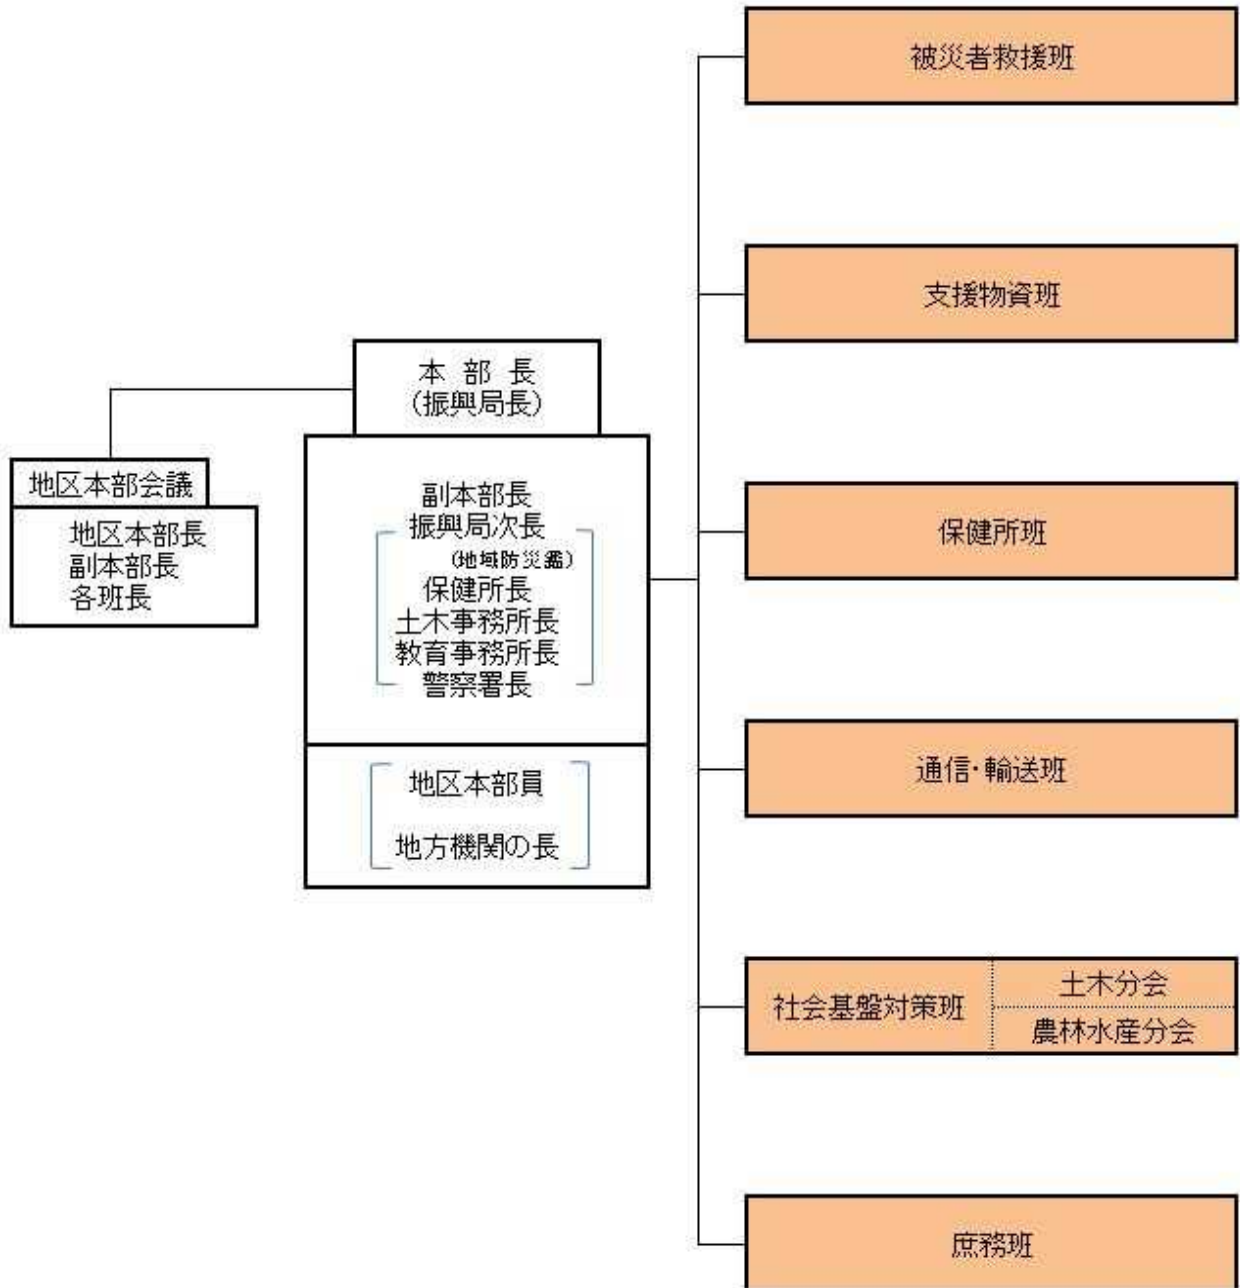 被災者救援班
支援物資班
本部長
(振興局長)
地区本部会議
地区本部長
副本部長
各班長
副本部長
振興局次長
(地域防災監)
保健所長
土木事務所長
教育事務所長
警察署長
地区本部員
地方機関の長
保健所班
通信・輸送班
社会基盤対策班
土木分会
農林水産分会
庶務班